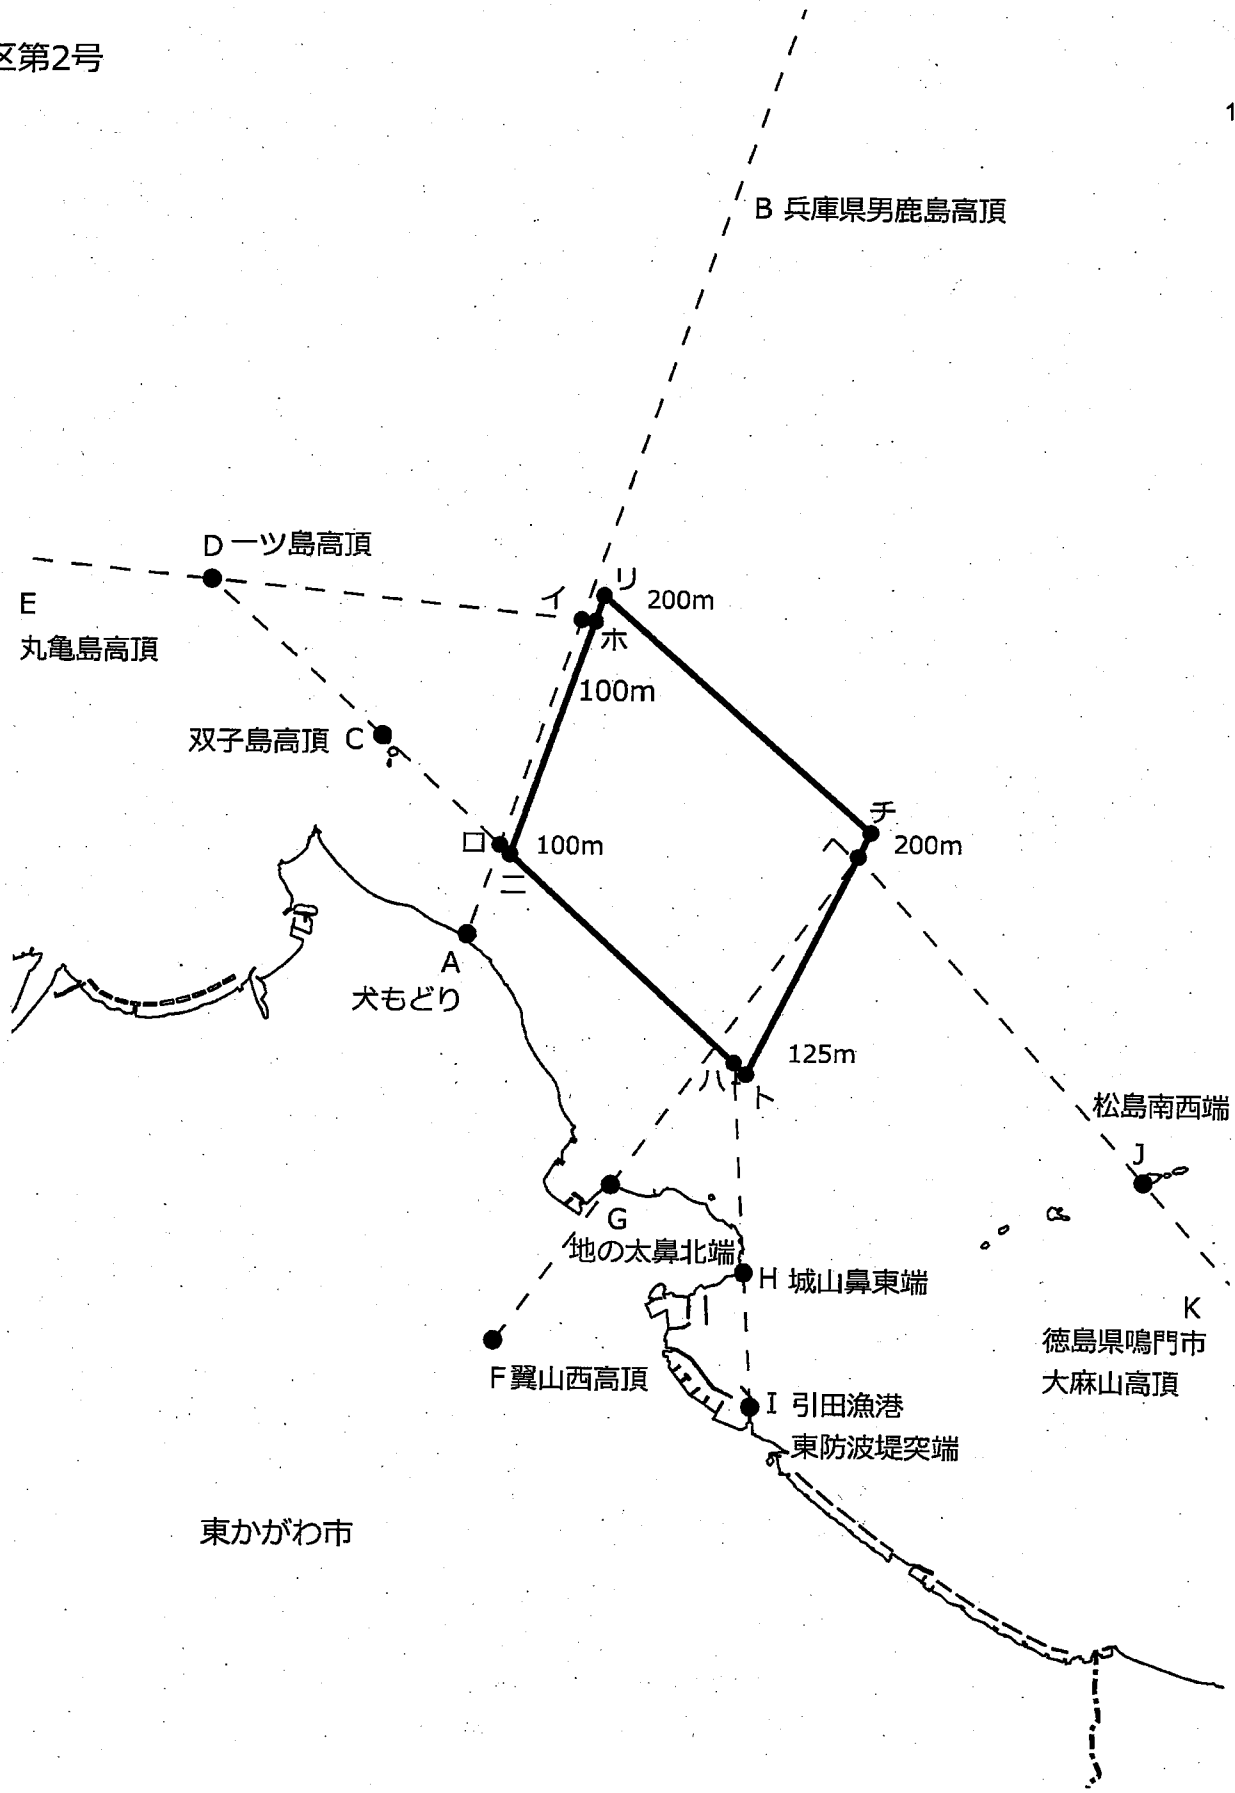 区第2号
1
B 兵庫県男鹿島高頂
D 一ツ島高頂
E
丸亀島高頂
イ
リ
200m
ホ
100m
双子島高頂 C
ロ
100m
ニ
チ
ヘ
200m
A
犬もどり
125m
ハ
ト
松島南西端
J
G
地の太鼻北端
H 城山鼻東端
K
徳島県鳴門市
大麻山高頂
F翼山西高頂
I 引田漁港
東防波堤突端
東かがわ市